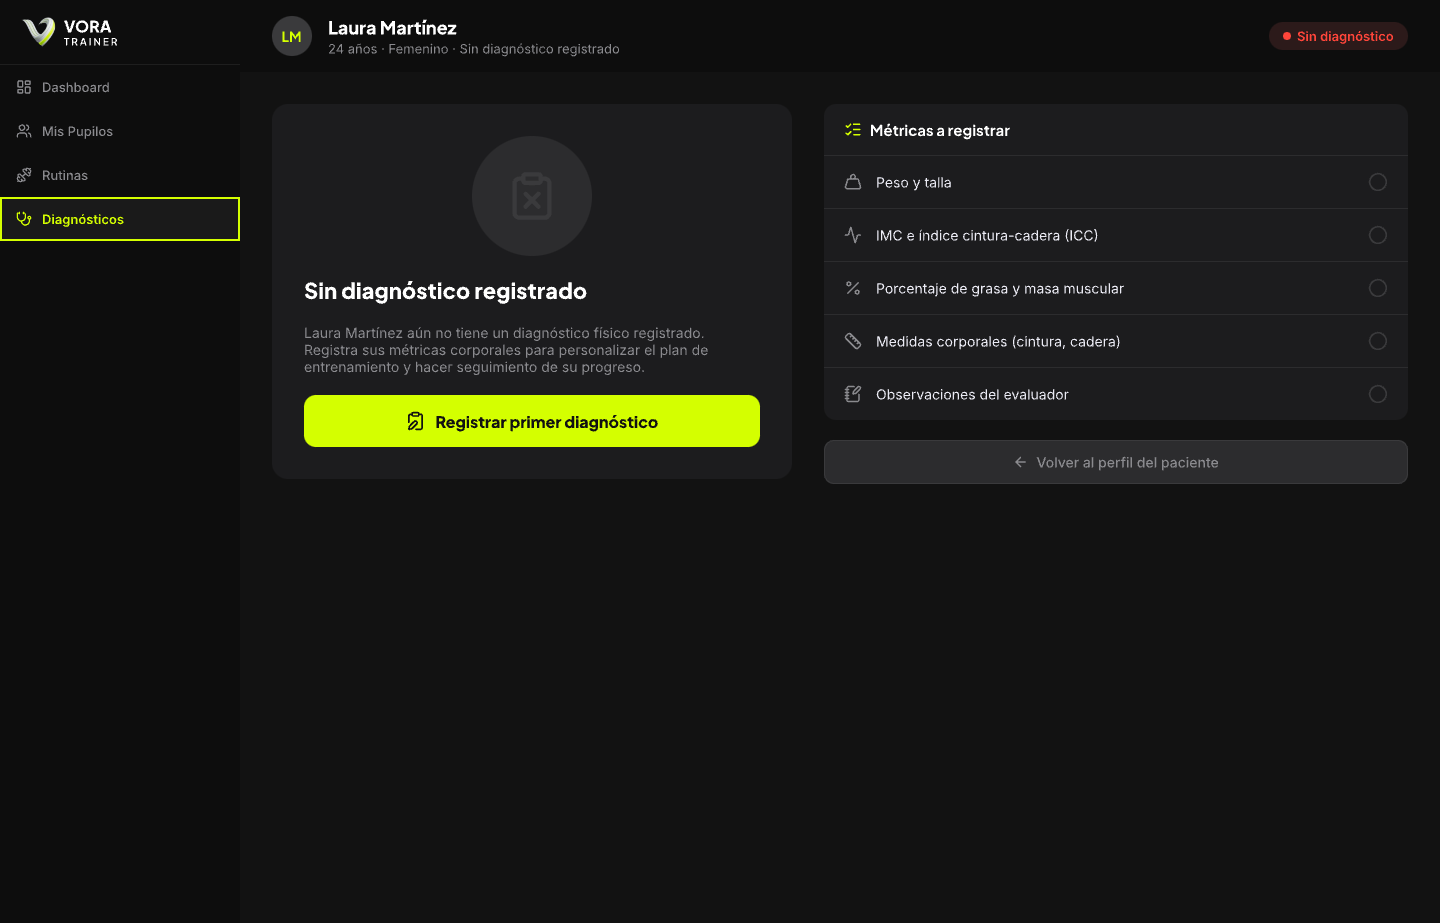 VORA
TRAINER
Dashboard
Mis Pupilos
Rutinas
Diagnósticos
LM
Laura Martínez
24 años · Femenino · Sin diagnóstico registrado
Sin diagnóstico
Sin diagnóstico registrado
Laura Martínez aún no tiene un diagnóstico físico registrado.
Registra sus métricas corporales para personalizar el plan de
entrenamiento y hacer seguimiento de su progreso.
Registrar primer diagnóstico
Métricas a registrar
Peso y talla
IMC e índice cintura-cadera (ICC)
Porcentaje de grasa y masa muscular
Medidas corporales (cintura, cadera)
Observaciones del evaluador
Volver al perfil del paciente